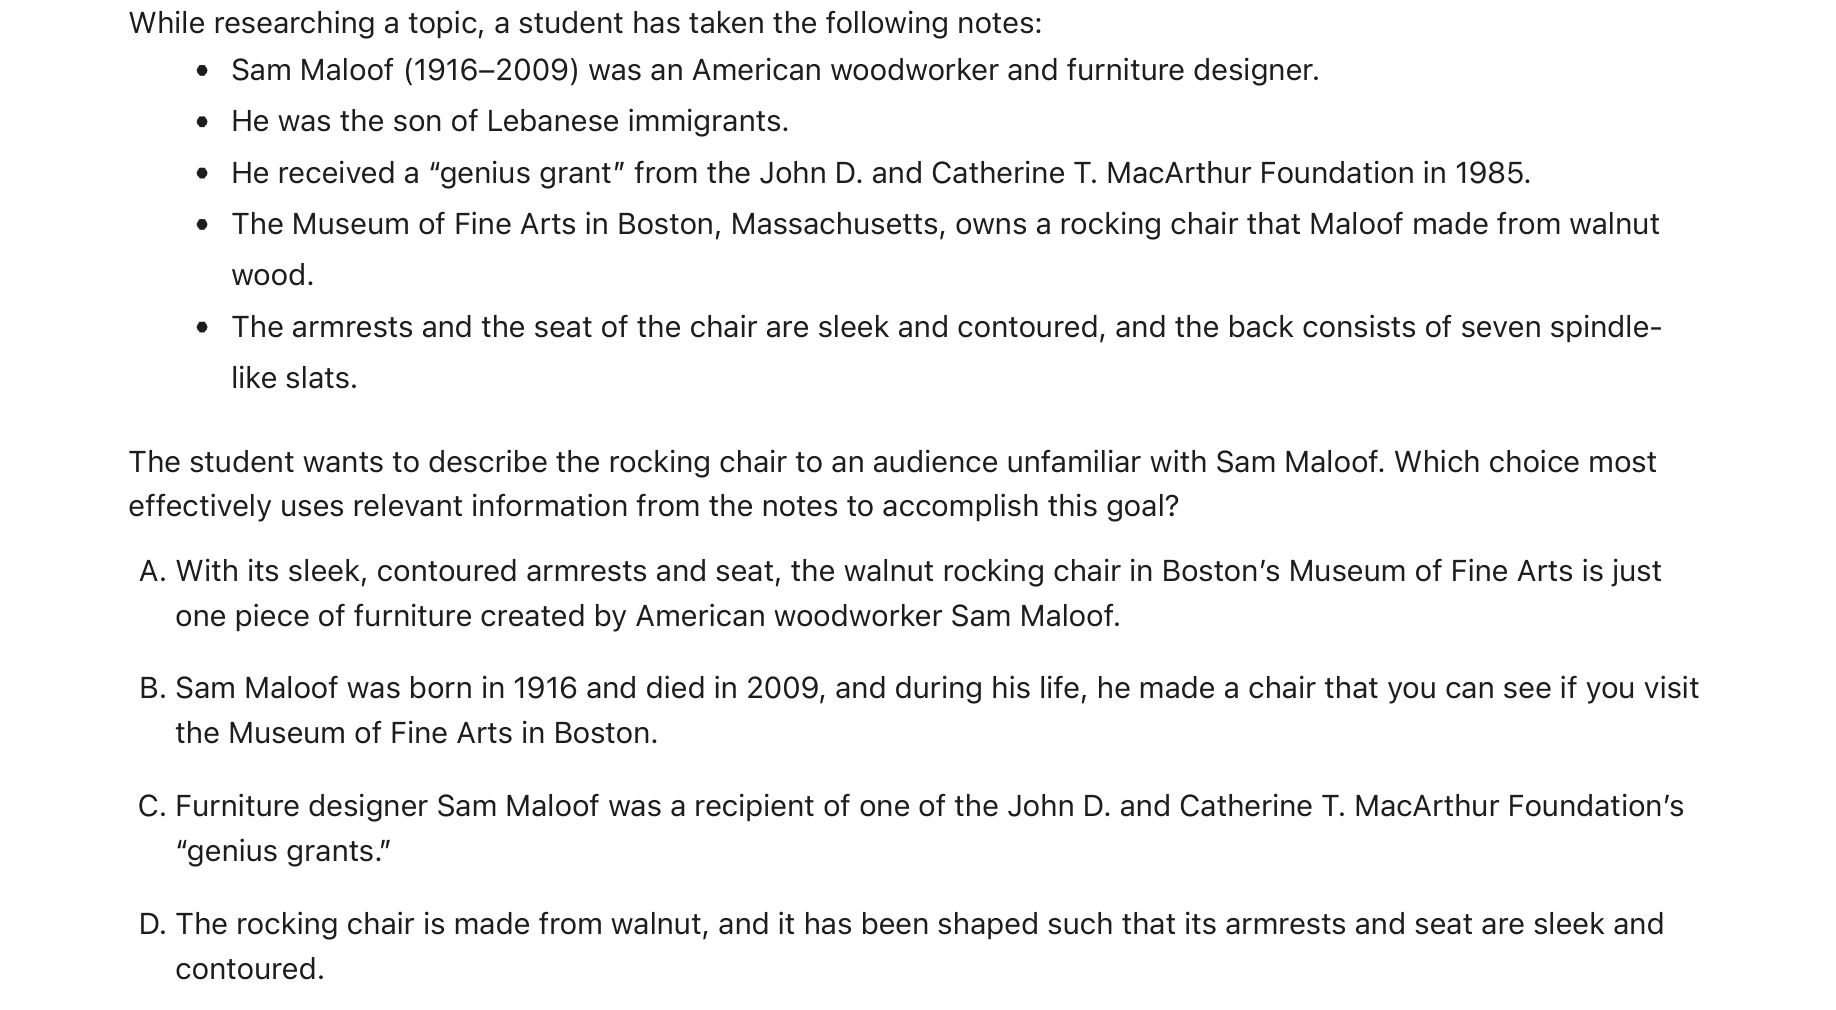 While researching a topic, a student has taken the following notes:
• Sam Maloof (1916–2009) was an American woodworker and furniture designer.
• He was the son of Lebanese immigrants.
• He received a “genius grant” from the John D. and Catherine T. MacArthur Foundation in 1985.
• The Museum of Fine Arts in Boston, Massachusetts, owns a rocking chair that Maloof made from walnut
wood.
• The armrests and the seat of the chair are sleek and contoured, and the back consists of seven spindle-
like slats.
The student wants to describe the rocking chair to an audience unfamiliar with Sam Maloof. Which choice most
effectively uses relevant information from the notes to accomplish this goal?
A. With its sleek, contoured armrests and seat, the walnut rocking chair in Boston’s Museum of Fine Arts is just
one piece of furniture created by American woodworker Sam Maloof.
B. Sam Maloof was born in 1916 and died in 2009, and during his life, he made a chair that you can see if you visit
the Museum of Fine Arts in Boston.
C. Furniture designer Sam Maloof was a recipient of one of the John D. and Catherine T. MacArthur Foundation’s
“genius grants.”
D. The rocking chair is made from walnut, and it has been shaped such that its armrests and seat are sleek and
contoured.